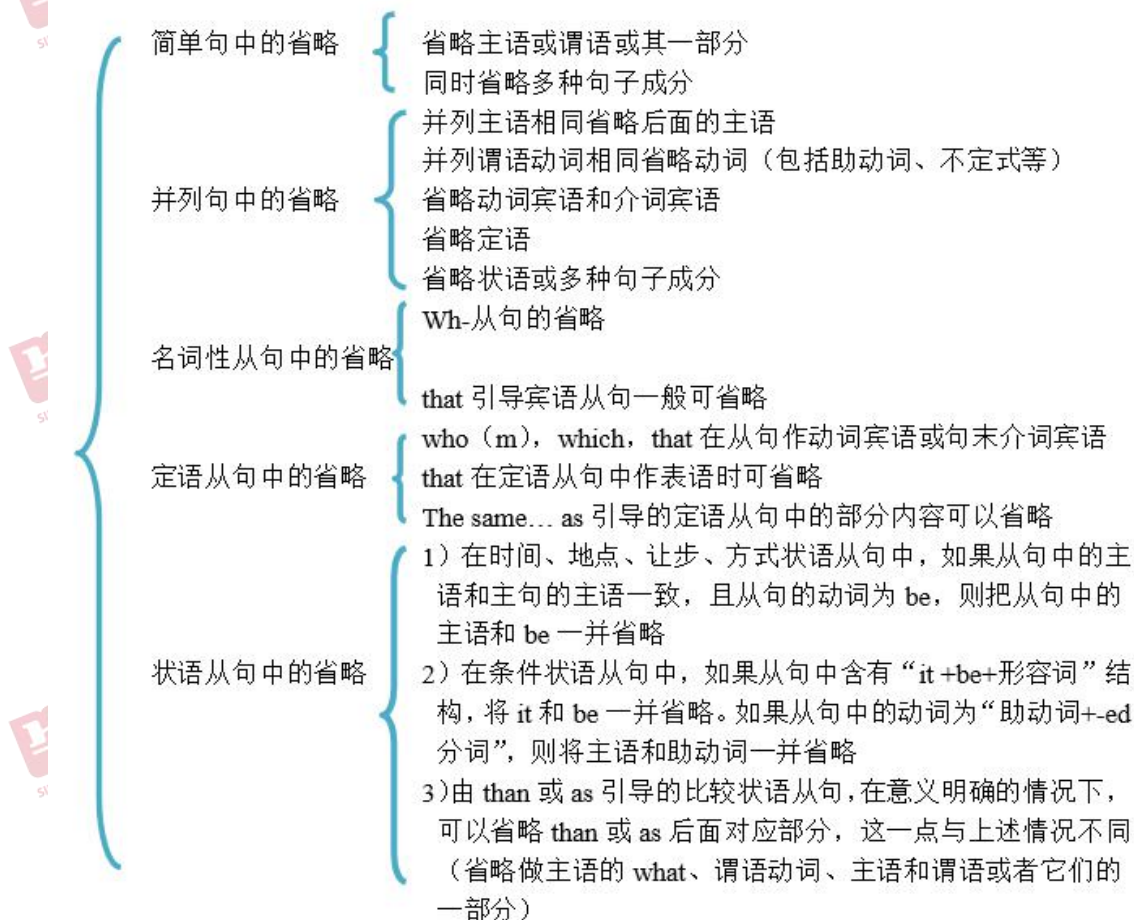 简单句中的省略
省略主语或谓语或其一部分
同时省略多种句子成分
并列句中的省略
并列主语相同省略后面的主语
并列谓语动词相同省略动词（包括助动词、不定式等）
省略动词宾语和介词宾语
省略定语
省略状语或多种句子成分
名词性从句中的省略
Wh-从句的省略
that 引导宾语从句一般可省略
定语从句中的省略
who（m），which，that 在从句作动词宾语或句末介词宾语
that 在定语从句中作表语时可省略
The same… as 引导的定语从句中的部分内容可以省略
状语从句中的省略
1）在时间、地点、让步、方式状语从句中，如果从句中的主
语和主句的主语一致，且从句的动词为 be，则把从句中的
主语和 be 一并省略
2）在条件状语从句中，如果从句中含有“it +be+形容词”结
构，将 it 和 be 一并省略。如果从句中的动词为“助动词+-ed
分词”，则将主语和助动词一并省略
3）由 than 或 as 引导的比较状语从句，在意义明确的情况下，
可以省略 than 或 as 后面对应部分，这一点与上述情况不同
（省略做主语的 what、谓语动词、主语和谓语或者它们的
一部分）